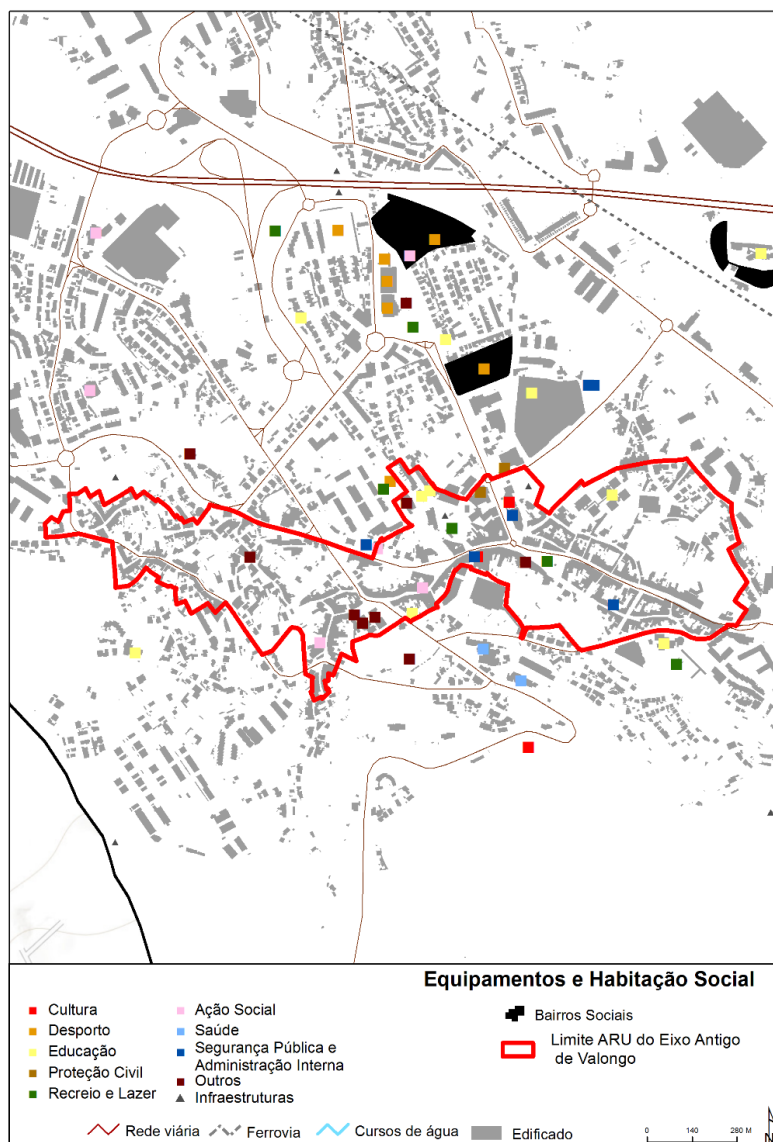 Equipamentos e Habitação Social
Cultura
Desporto
Educação
Proteção Civil
Recreio e Lazer
Ação Social
Saúde
Segurança Pública e
Administração Interna
Outros
Infraestruturas
Bairros Sociais
Limite ARU do Eixo Antigo
de Valongo
Rede viária
Ferrovia
Cursos de água
Edificado
0 140 280 M